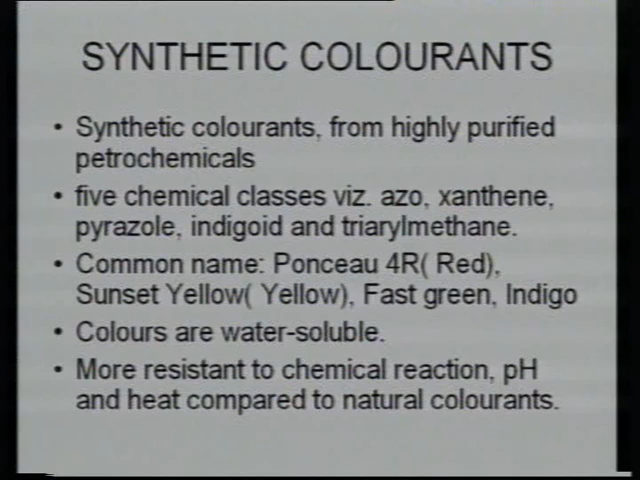 SYNTHETIC COLOURANTS
• Synthetic colourants, from highly purified
petrochemicals
• five chemical classes viz. azo, xanthene,
pyrazole, indigoid and triarylmethane.
• Common name: Ponceau 4R( Red),
Sunset Yellow( Yellow), Fast green, Indigo
• Colours are water-soluble.
• More resistant to chemical reaction, pH
and heat compared to natural colourants.